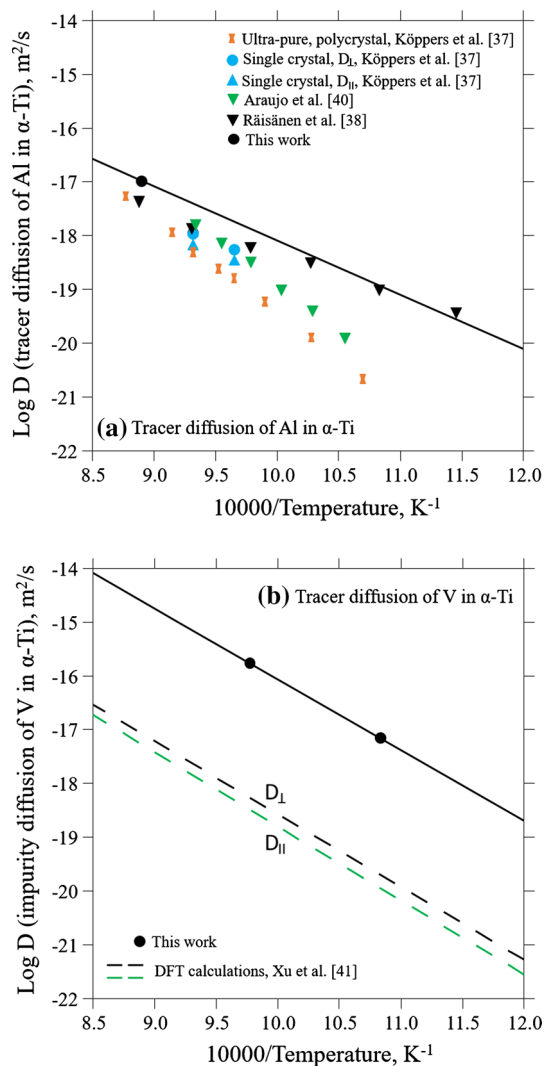 Log D (tracer diffusion of Al in α-Ti), m²/s
-14
-15
-16
-17
-18
-19
-20
-21
-22
Ultra-pure, polycrystal, Köppers et al. [37]
Single crystal, D⊥, Köppers et al. [37]
Single crystal, D||, Köppers et al. [37]
Araujo et al. [40]
Räisänen et al. [38]
This work
(a) Tracer diffusion of Al in α-Ti
8.5 9.0 9.5 10.0 10.5 11.0 11.5 12.0
10000/Temperature, K⁻¹
Log D (impurity diffusion of V in α-Ti), m²/s
-14
-15
-16
-17
-18
-19
-20
-21
-22
(b) Tracer diffusion of V in α-Ti
D⊥
D||
This work
DFT calculations, Xu et al. [41]
8.5 9.0 9.5 10.0 10.5 11.0 11.5 12.0
10000/Temperature, K⁻¹